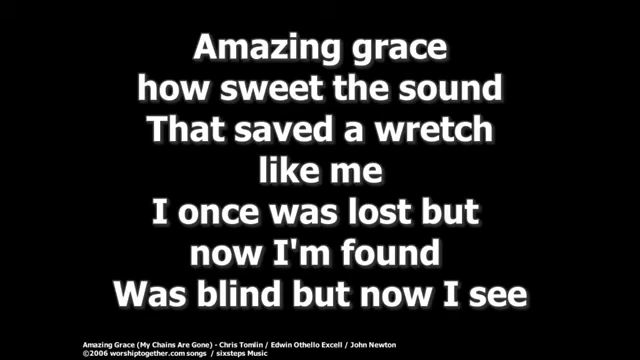 Amazing grace
how sweet the sound
That saved a wretch
like me
I once was lost but
now I'm found
Was blind but now I see
Amazing Grace (My Chains Are Gone) - Chris Tomlin / Edwin Othello Excell / John Newton
©2006 worshiptogether.com songs / sixsteps Music